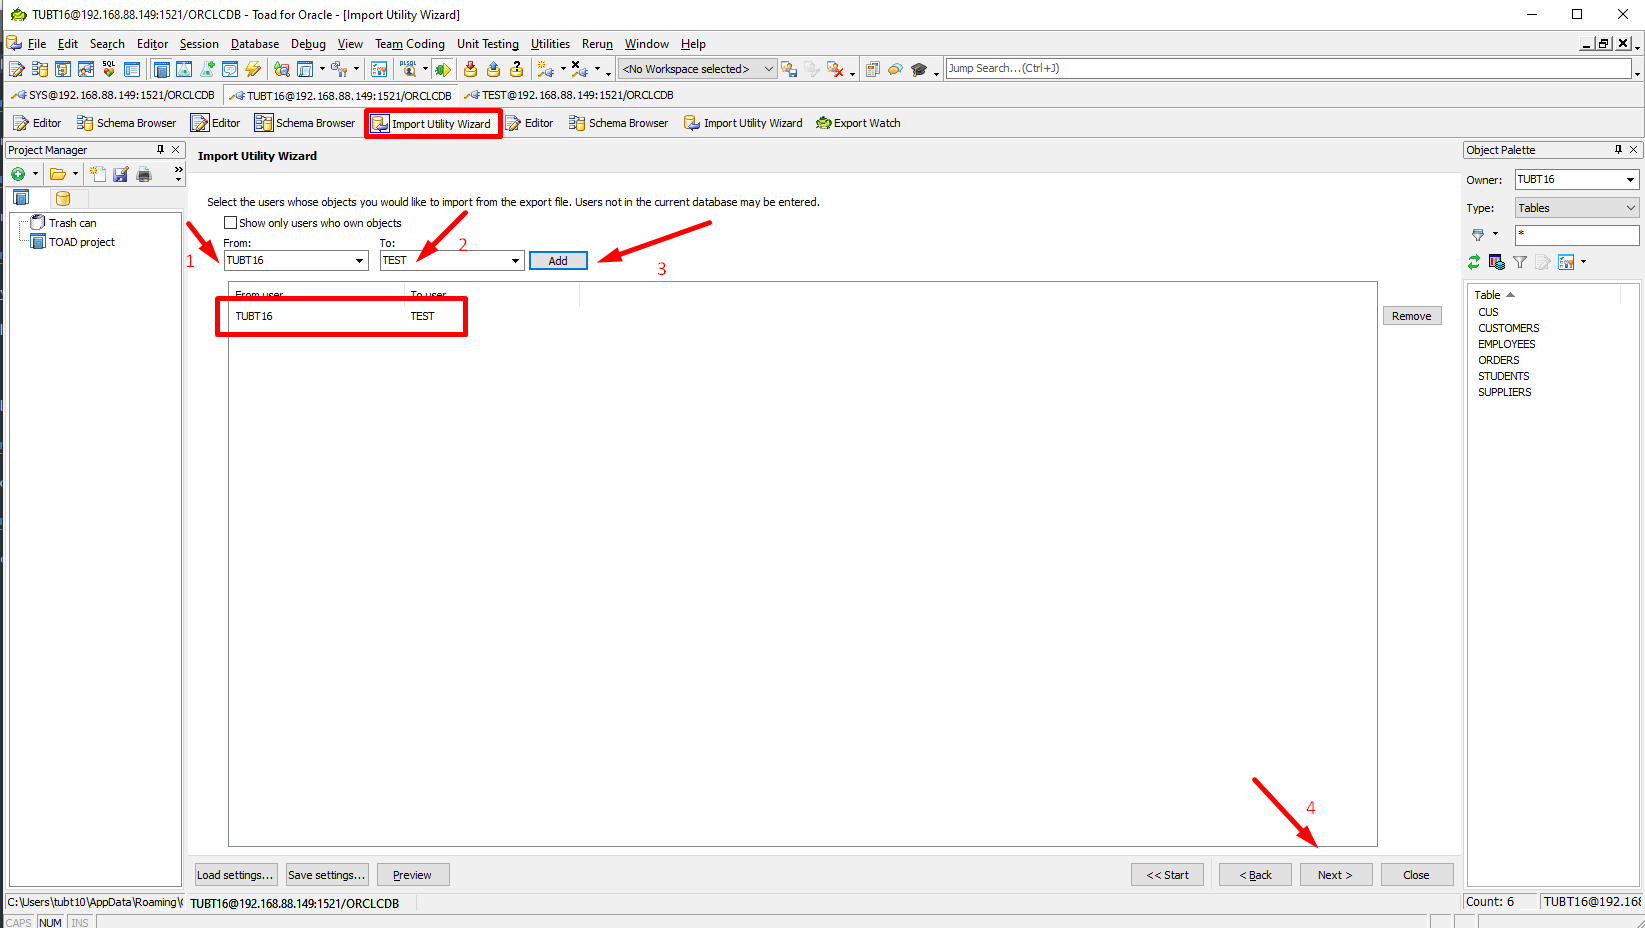 TUBT16@192.168.88.149:1521/ORCLCDB - Toad for Oracle - [Import Utility Wizard]
File Edit Search Editor Session Database Debug View Team Coding Unit Testing Utilities Rerun Window Help
SQL PLSQL <No Workspace selected> Jump Search...(Ctrl+J)
SYS@192.168.88.149:1521/ORCLCDB TUBT16@192.168.88.149:1521/ORCLCDB TEST@192.168.88.149:1521/ORCLCDB
Editor Schema Browser Editor Schema Browser Import Utility Wizard Editor Schema Browser Import Utility Wizard Export Watch
Project Manager
Trash can
TOAD project
Import Utility Wizard
Select the users whose objects you would like to import from the export file. Users not in the current database may be entered.
Show only users who own objects
From: To:
1 TUBT16 TEST 2 Add 3
From user To user
TUBT16 TEST
Remove
4
Load settings... Save settings... Preview << Start < Back Next > Close
Object Palette
Owner: TUBT16
Type: Tables
*
Table
CUS
CUSTOMERS
EMPLOYEES
ORDERS
STUDENTS
SUPPLIERS
C:\Users\tubt10\AppData\Roaming\ TUBT16@192.168.88.149:1521/ORCLCDB Count: 6 TUBT16@192.16
CAPS NUM INS